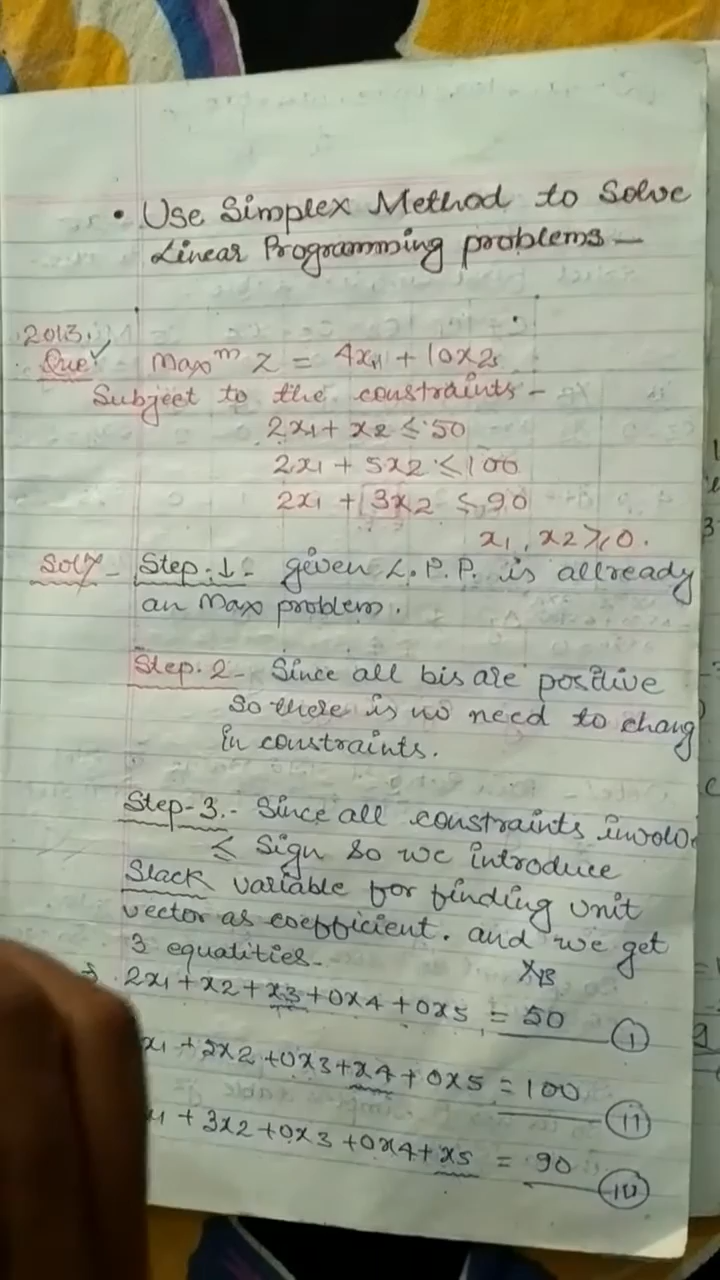 • Use Simplex Method to Solve
Linear Programming problems —
2013.
Que Maxᵐ Z = 4x1 + 10x2
Subject to the constraints -
2x1 + x2 ≤ 50
2x1 + 5x2 ≤ 100
2x1 + 3x2 ≤ 90
x1, x2 ≥ 0.
Solⁿ - Step.1 - given L.P.P. is allready
an Max problem.
Step.2 - Since all bis are positive
so there is no need to chang
in constraints.
Step-3.- Since all constraints involv
≤ Sign so we introduce
Slack variable for finding unit
vector as coefficient. and we get
3 equalities - XB
⇒ 2x1 + x2 + x3 + 0x4 + 0x5 = 50 — (I)
x1 + 5x2 + 0x3 + x4 + 0x5 = 100 — (II)
+ 3x2 + 0x3 + 0x4 + x5 = 90 —